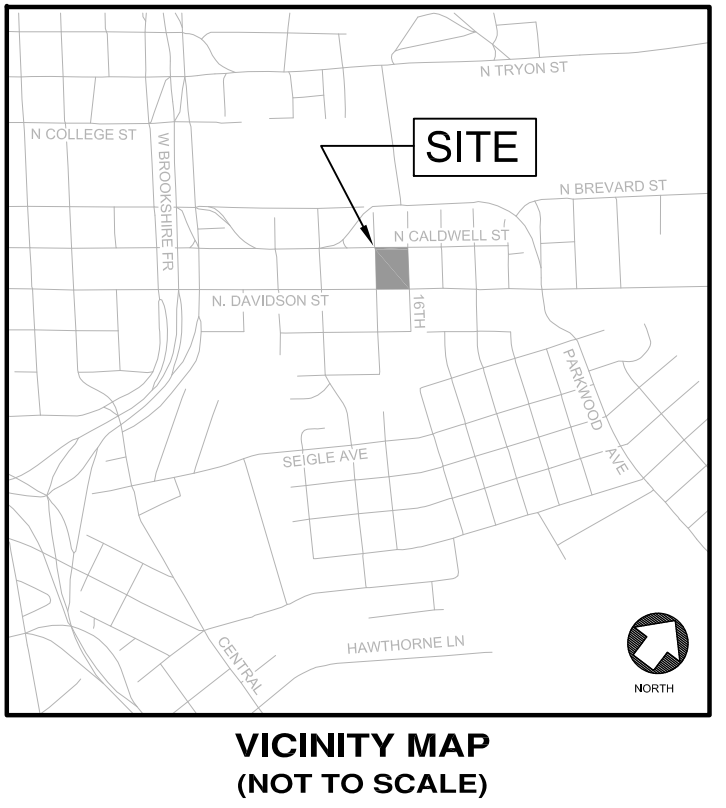 N TRYON ST
N COLLEGE ST
W BROOKSHIRE FR
SITE
N BREVARD ST
N CALDWELL ST
N. DAVIDSON ST
16TH
PARKWOOD AVE
SEIGLE AVE
CENTRAL
HAWTHORNE LN
NORTH
VICINITY MAP
(NOT TO SCALE)